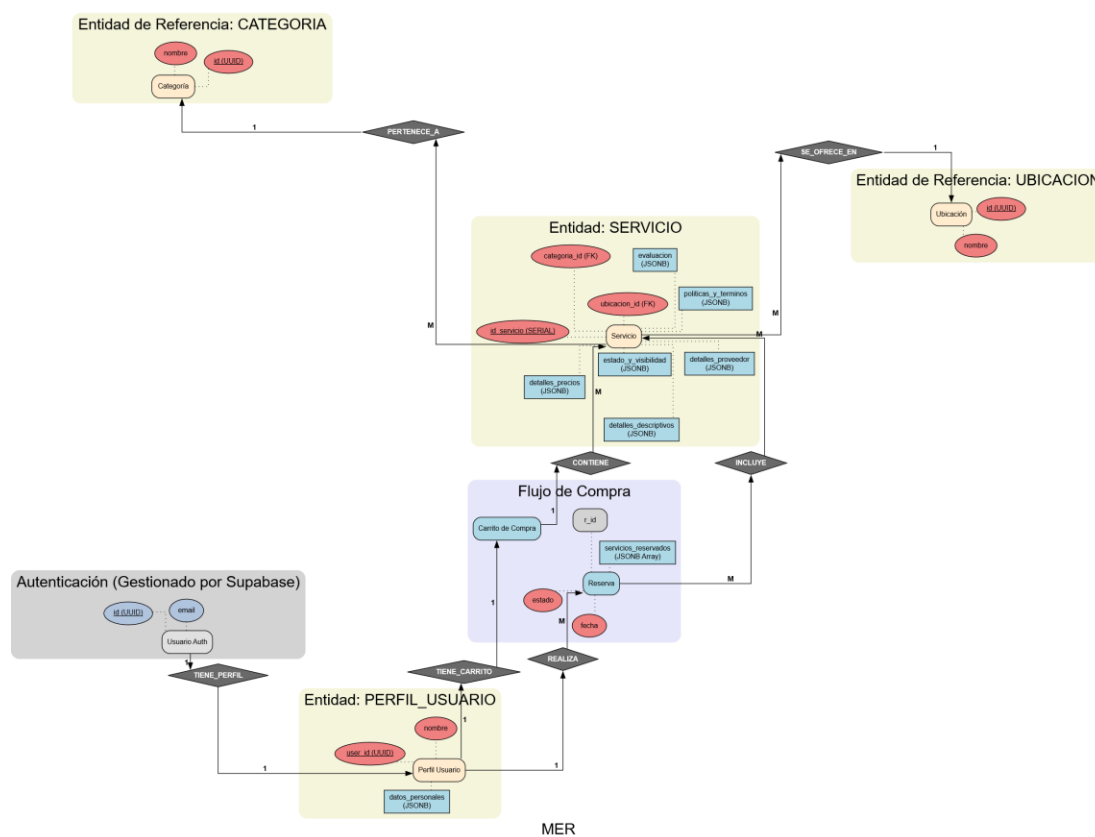 Entidad de Referencia: CATEGORIA
nombre
id (UUID)
Categoría
1
PERTENECE_A
SE_OFRECE_EN
1
Entidad de Referencia: UBICACION
Ubicación
id (UUID)
nombre
Entidad: SERVICIO
categoria_id (FK)
evaluacion
(JSONB)
politicas_y_terminos
(JSONB)
ubicacion_id (FK)
id_servicio (SERIAL)
Servicio
M
M
M
estado_y_visibilidad
(JSONB)
detalles_proveedor
(JSONB)
detalles_precios
(JSONB)
M
detalles_descriptivos
(JSONB)
CONTIENE
INCLUYE
Flujo de Compra
Carrito de Compra
1
r_id
servicios_reservados
(JSONB Array)
Reserva
M
estado
fecha
M
1
REALIZA
Autenticación (Gestionado por Supabase)
id (UUID)
email
Usuario Auth
1
TIENE_PERFIL
TIENE_CARRITO
Entidad: PERFIL_USUARIO
nombre
1
user_id (UUID)
1
Perfil Usuario
1
datos_personales
(JSONB)
MER